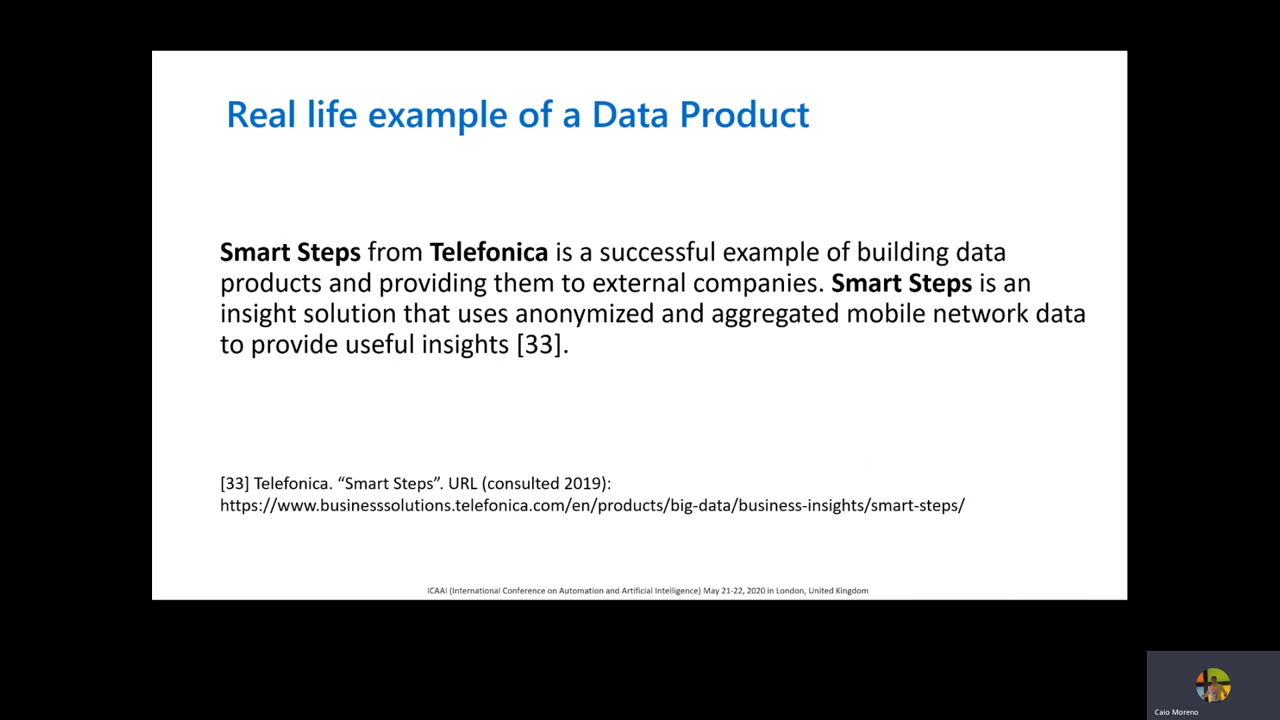 Real life example of a Data Product
Smart Steps from Telefonica is a successful example of building data
products and providing them to external companies. Smart Steps is an
insight solution that uses anonymized and aggregated mobile network data
to provide useful insights [33].
[33] Telefonica. “Smart Steps”. URL (consulted 2019):
https://www.businesssolutions.telefonica.com/en/products/big-data/business-insights/smart-steps/
ICAAI (International Conference on Automation and Artificial Intelligence) May 21-22, 2020 in London, United Kingdom
Caio Moreno